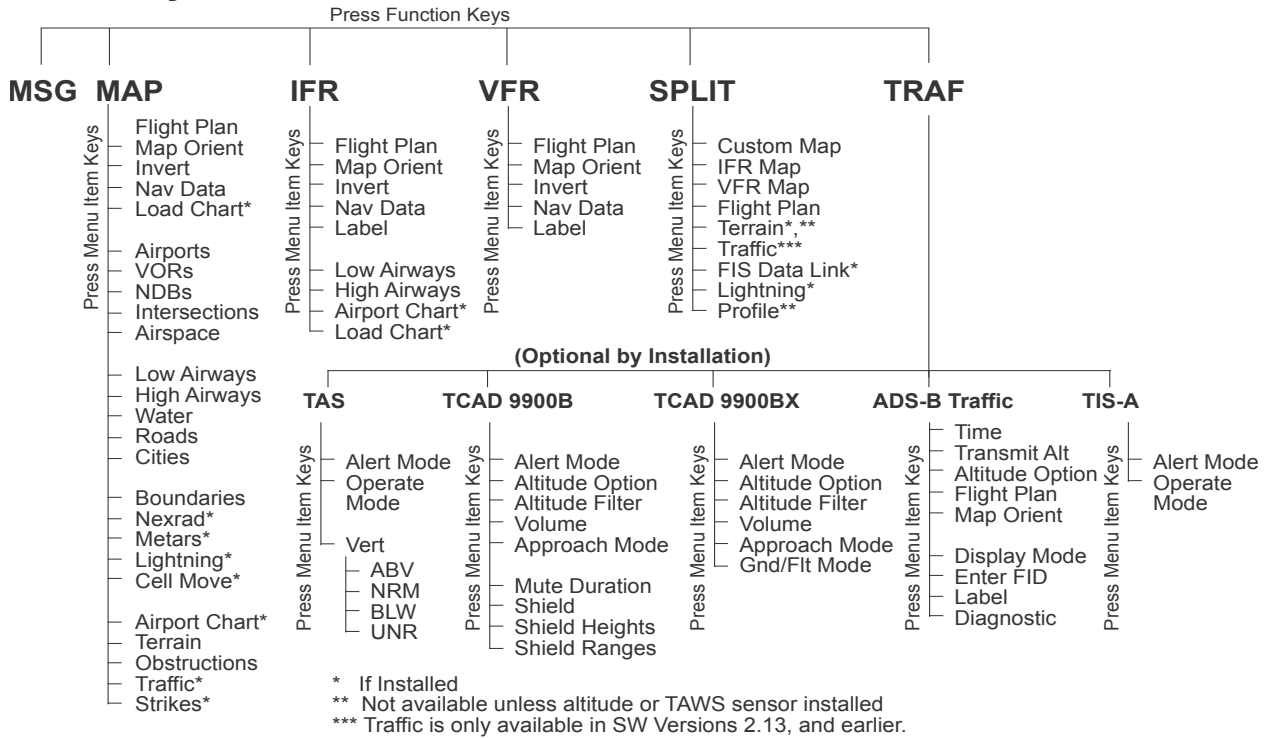 Press Function Keys
MSG
MAP
Press Menu Item Keys
Flight Plan
Map Orient
Invert
Nav Data
Load Chart*
Airports
VORs
NDBs
Intersections
Airspace
Low Airways
High Airways
Water
Roads
Cities
Boundaries
Nexrad*
Metars*
Lightning*
Cell Move*
Airport Chart*
Terrain
Obstructions
Traffic*
Strikes*
IFR
Press Menu Item Keys
Flight Plan
Map Orient
Invert
Nav Data
Label
Low Airways
High Airways
Airport Chart*
Load Chart*
VFR
Press Menu Item Keys
Flight Plan
Map Orient
Invert
Nav Data
Label
SPLIT
Press Menu Item Keys
Custom Map
IFR Map
VFR Map
Flight Plan
Terrain*,**
Traffic***
FIS Data Link*
Lightning*
Profile**
TRAF
(Optional by Installation)
TAS
Press Menu Item Keys
Alert Mode
Operate
Mode
Vert
ABV
NRM
BLW
UNR
TCAD 9900B
Press Menu Item Keys
Alert Mode
Altitude Option
Altitude Filter
Volume
Approach Mode
Mute Duration
Shield
Shield Heights
Shield Ranges
TCAD 9900BX
Press Menu Item Keys
Alert Mode
Altitude Option
Altitude Filter
Volume
Approach Mode
Gnd/Flt Mode
ADS-B Traffic
Press Menu Item Keys
Time
Transmit Alt
Altitude Option
Flight Plan
Map Orient
Display Mode
Enter FID
Label
Diagnostic
TIS-A
Press Menu Item Keys
Alert Mode
Operate
Mode
* If Installed
** Not available unless altitude or TAWS sensor installed
*** Traffic is only available in SW Versions 2.13, and earlier.